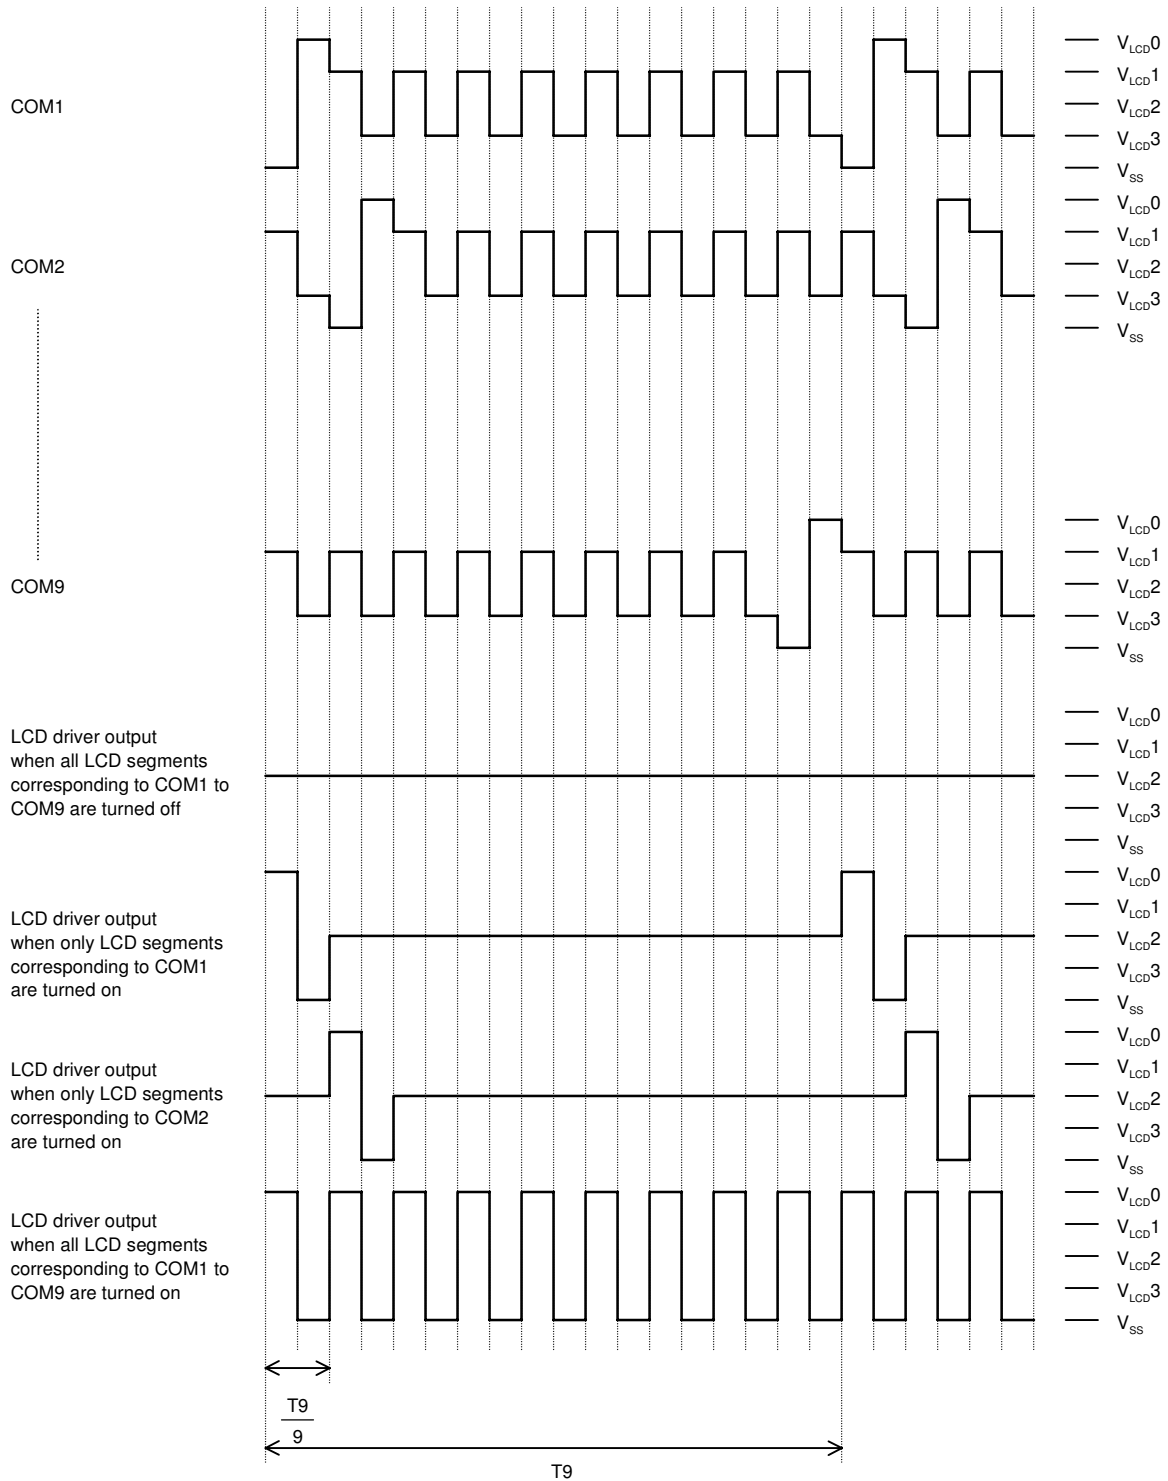 COM1
V_LCD0
V_LCD1
V_LCD2
V_LCD3
V_SS
COM2
V_LCD0
V_LCD1
V_LCD2
V_LCD3
V_SS
COM9
V_LCD0
V_LCD1
V_LCD2
V_LCD3
V_SS
LCD driver output
when all LCD segments
corresponding to COM1 to
COM9 are turned off
V_LCD0
V_LCD1
V_LCD2
V_LCD3
V_SS
LCD driver output
when only LCD segments
corresponding to COM1
are turned on
V_LCD0
V_LCD1
V_LCD2
V_LCD3
V_SS
LCD driver output
when only LCD segments
corresponding to COM2
are turned on
V_LCD0
V_LCD1
V_LCD2
V_LCD3
V_SS
LCD driver output
when all LCD segments
corresponding to COM1 to
COM9 are turned on
V_LCD0
V_LCD1
V_LCD2
V_LCD3
V_SS
T9
9
T9